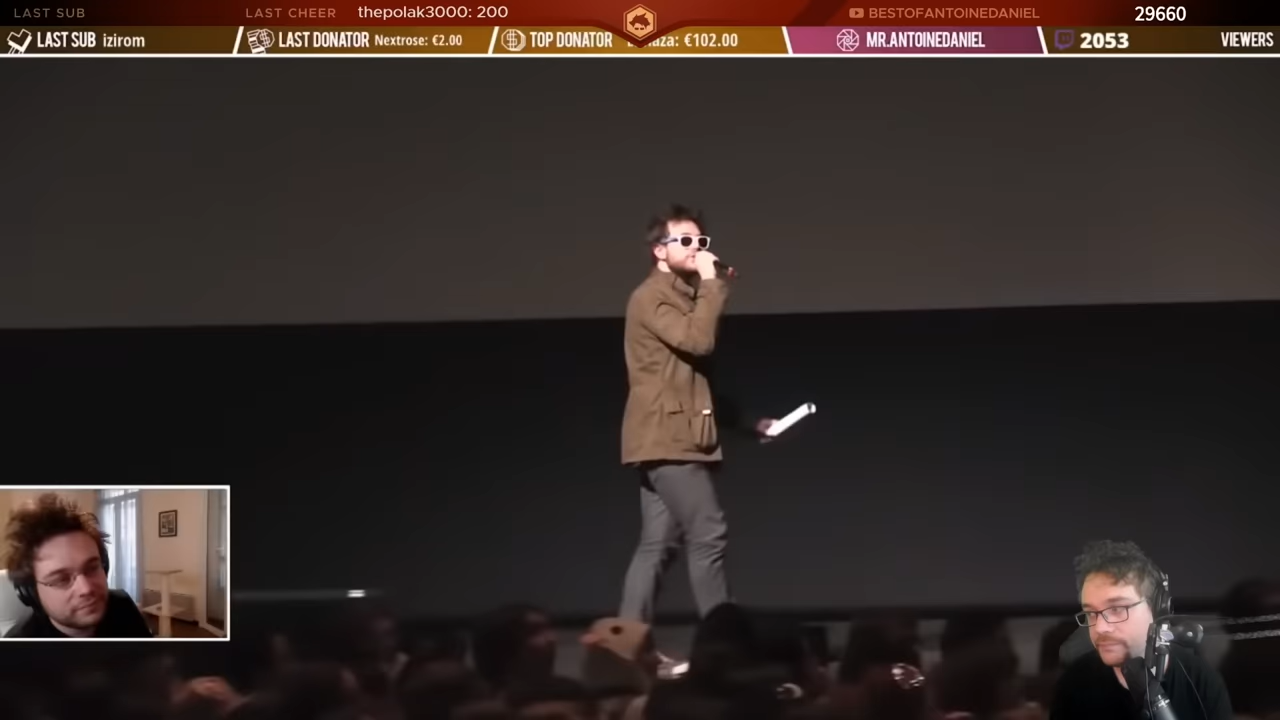 LAST SUB
LAST CHEER thepolak3000: 200
BESTOFANTOINEDANIEL
29660
LAST SUB izirom
LAST DONATOR Nextrose: €2.00
TOP DONATOR €102.00
MR.ANTOINEDANIEL
2053 VIEWERS